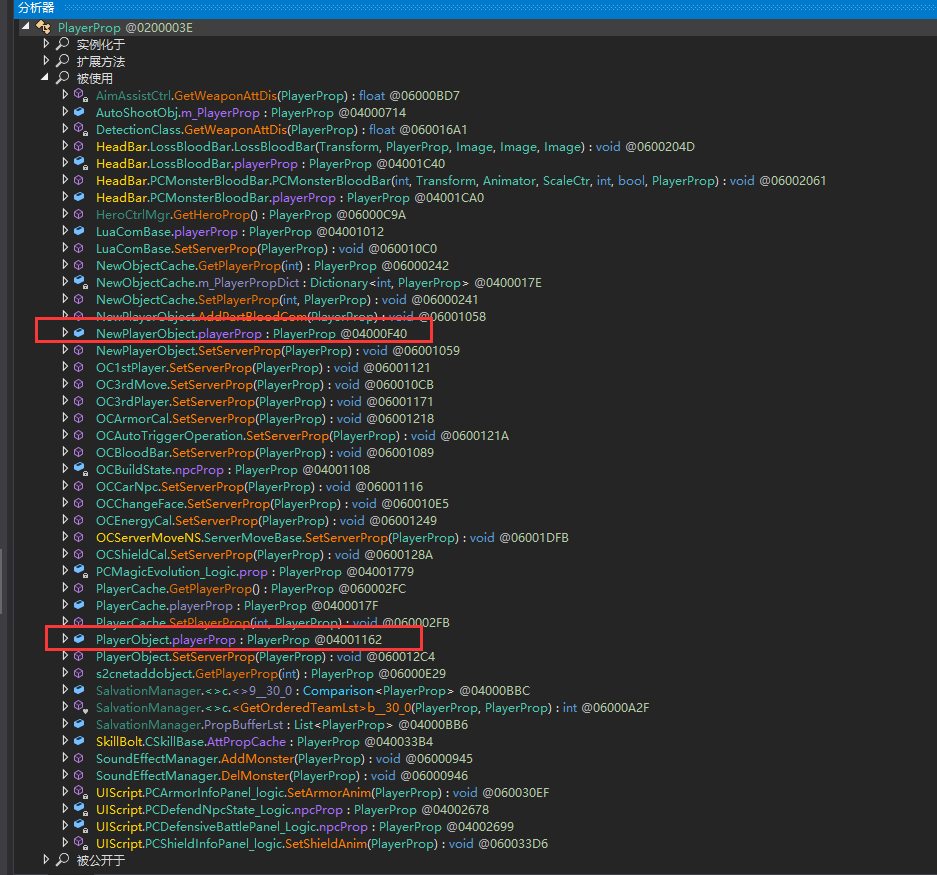 分析器
PlayerProp @0200003E
实例化于
扩展方法
被使用
AimAssistCtrl.GetWeaponAttDis(PlayerProp) : float @06000BD7
AutoShootObj.m_PlayerProp : PlayerProp @04000714
DetectionClass.GetWeaponAttDis(PlayerProp) : float @060016A1
HeadBar.LossBloodBar.LossBloodBar(Transform, PlayerProp, Image, Image, Image) : void @0600204D
HeadBar.LossBloodBar.playerProp : PlayerProp @04001C40
HeadBar.PCMonsterBloodBar.PCMonsterBloodBar(int, Transform, Animator, ScaleCtr, int, bool, PlayerProp) : void @06002061
HeadBar.PCMonsterBloodBar.playerProp : PlayerProp @04001CA0
HeroCtrlMgr.GetHeroProp() : PlayerProp @06000C9A
LuaComBase.playerProp : PlayerProp @04001012
LuaComBase.SetServerProp(PlayerProp) : void @060010C0
NewObjectCache.GetPlayerProp(int) : PlayerProp @06000242
NewObjectCache.m_PlayerPropDict : Dictionary<int, PlayerProp> @0400017E
NewObjectCache.SetPlayerProp(int, PlayerProp) : void @06000241
NewPlayerObject.AddPartBloodCom(PlayerProp) : void @06001058
NewPlayerObject.playerProp : PlayerProp @04000F40
NewPlayerObject.SetServerProp(PlayerProp) : void @06001059
OC1stPlayer.SetServerProp(PlayerProp) : void @06001121
OC3rdMove.SetServerProp(PlayerProp) : void @060010CB
OC3rdPlayer.SetServerProp(PlayerProp) : void @06001171
OCArmorCal.SetServerProp(PlayerProp) : void @06001218
OCAutoTriggerOperation.SetServerProp(PlayerProp) : void @0600121A
OCBloodBar.SetServerProp(PlayerProp) : void @06001089
OCBuildState.npcProp : PlayerProp @04001108
OCCarNpc.SetServerProp(PlayerProp) : void @06001116
OCChangeFace.SetServerProp(PlayerProp) : void @060010E5
OCEnergyCal.SetServerProp(PlayerProp) : void @06001249
OCServerMoveNS.ServerMoveBase.SetServerProp(PlayerProp) : void @06001DFB
OCShieldCal.SetServerProp(PlayerProp) : void @0600128A
PCMagicEvolution_Logic.prop : PlayerProp @04001779
PlayerCache.GetPlayerProp() : PlayerProp @060002FC
PlayerCache.playerProp : PlayerProp @0400017F
PlayerCache.SetPlayerProp(int, PlayerProp) : void @060002FB
PlayerObject.playerProp : PlayerProp @04001162
PlayerObject.SetServerProp(PlayerProp) : void @060012C4
s2cnetaddobject.GetPlayerProp(int) : PlayerProp @06000E29
SalvationManager.<>c.<>9__30_0 : Comparison<PlayerProp> @04000BBC
SalvationManager.<>c.<GetOrderedTeamLst>b__30_0(PlayerProp, PlayerProp) : int @06000A2F
SalvationManager.PropBufferLst : List<PlayerProp> @04000BB6
SkillBolt.CSkillBase.AttPropCache : PlayerProp @040033B4
SoundEffectManager.AddMonster(PlayerProp) : void @06000945
SoundEffectManager.DelMonster(PlayerProp) : void @06000946
UIScript.PCArmorInfoPanel_logic.SetArmorAnim(PlayerProp) : void @060030EF
UIScript.PCDefendNpcState_Logic.npcProp : PlayerProp @04002678
UIScript.PCDefensiveBattlePanel_Logic.npcProp : PlayerProp @04002699
UIScript.PCShieldInfoPanel_logic.SetShieldAnim(PlayerProp) : void @060033D6
被公开于